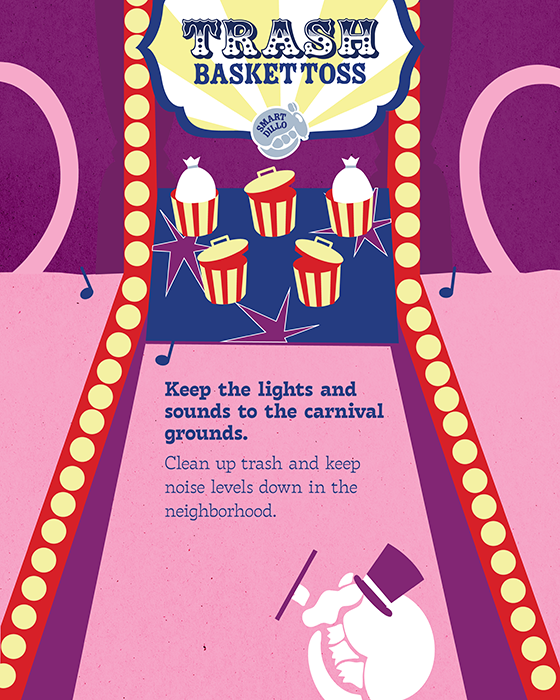 TRASH
BASKET TOSS
SMART
DILLO
Keep the lights and
sounds to the carnival
grounds.
Clean up trash and keep
noise levels down in the
neighborhood.